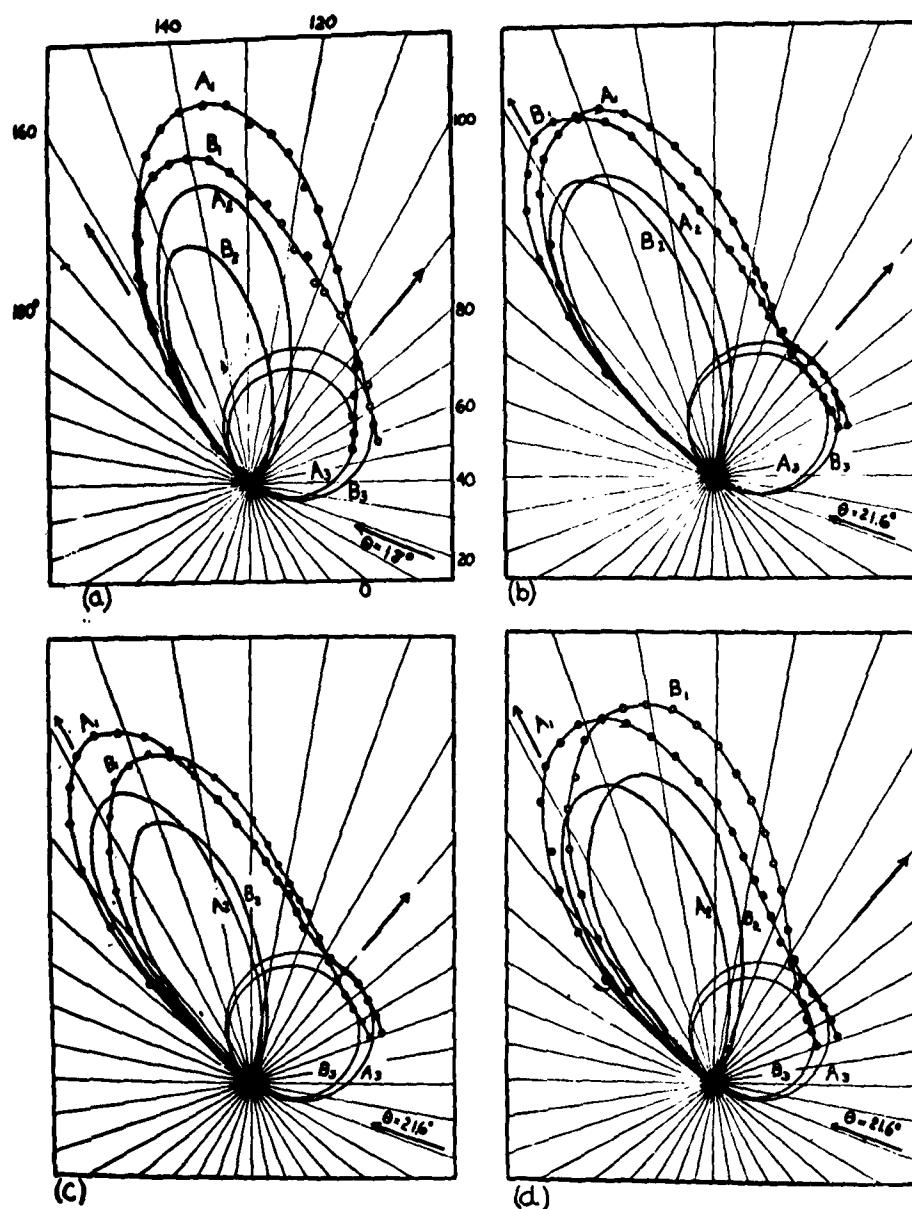 140 120
A₁
160 B₁ 100
A₂
B₂
180° 80
60
A₃ B₃ 40
θ=18°
20
0
(a)
B₁ A₁
B₂ A₂
A₃ B₃
θ=21.6°
(b)
A₁
B₁
A₂ B₂
B₃ A₃
θ=21.6°
(c)
A₁ B₁
A₂ B₂
B₃ A₃
θ=21.6°
(d)